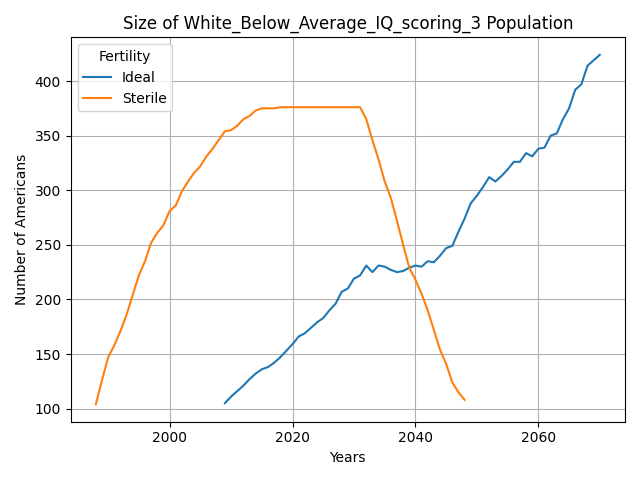 Size of White_Below_Average_IQ_scoring_3 Population
Fertility
Ideal
Sterile
Number of Americans
400
350
300
250
200
150
100
2000 2020 2040 2060
Years